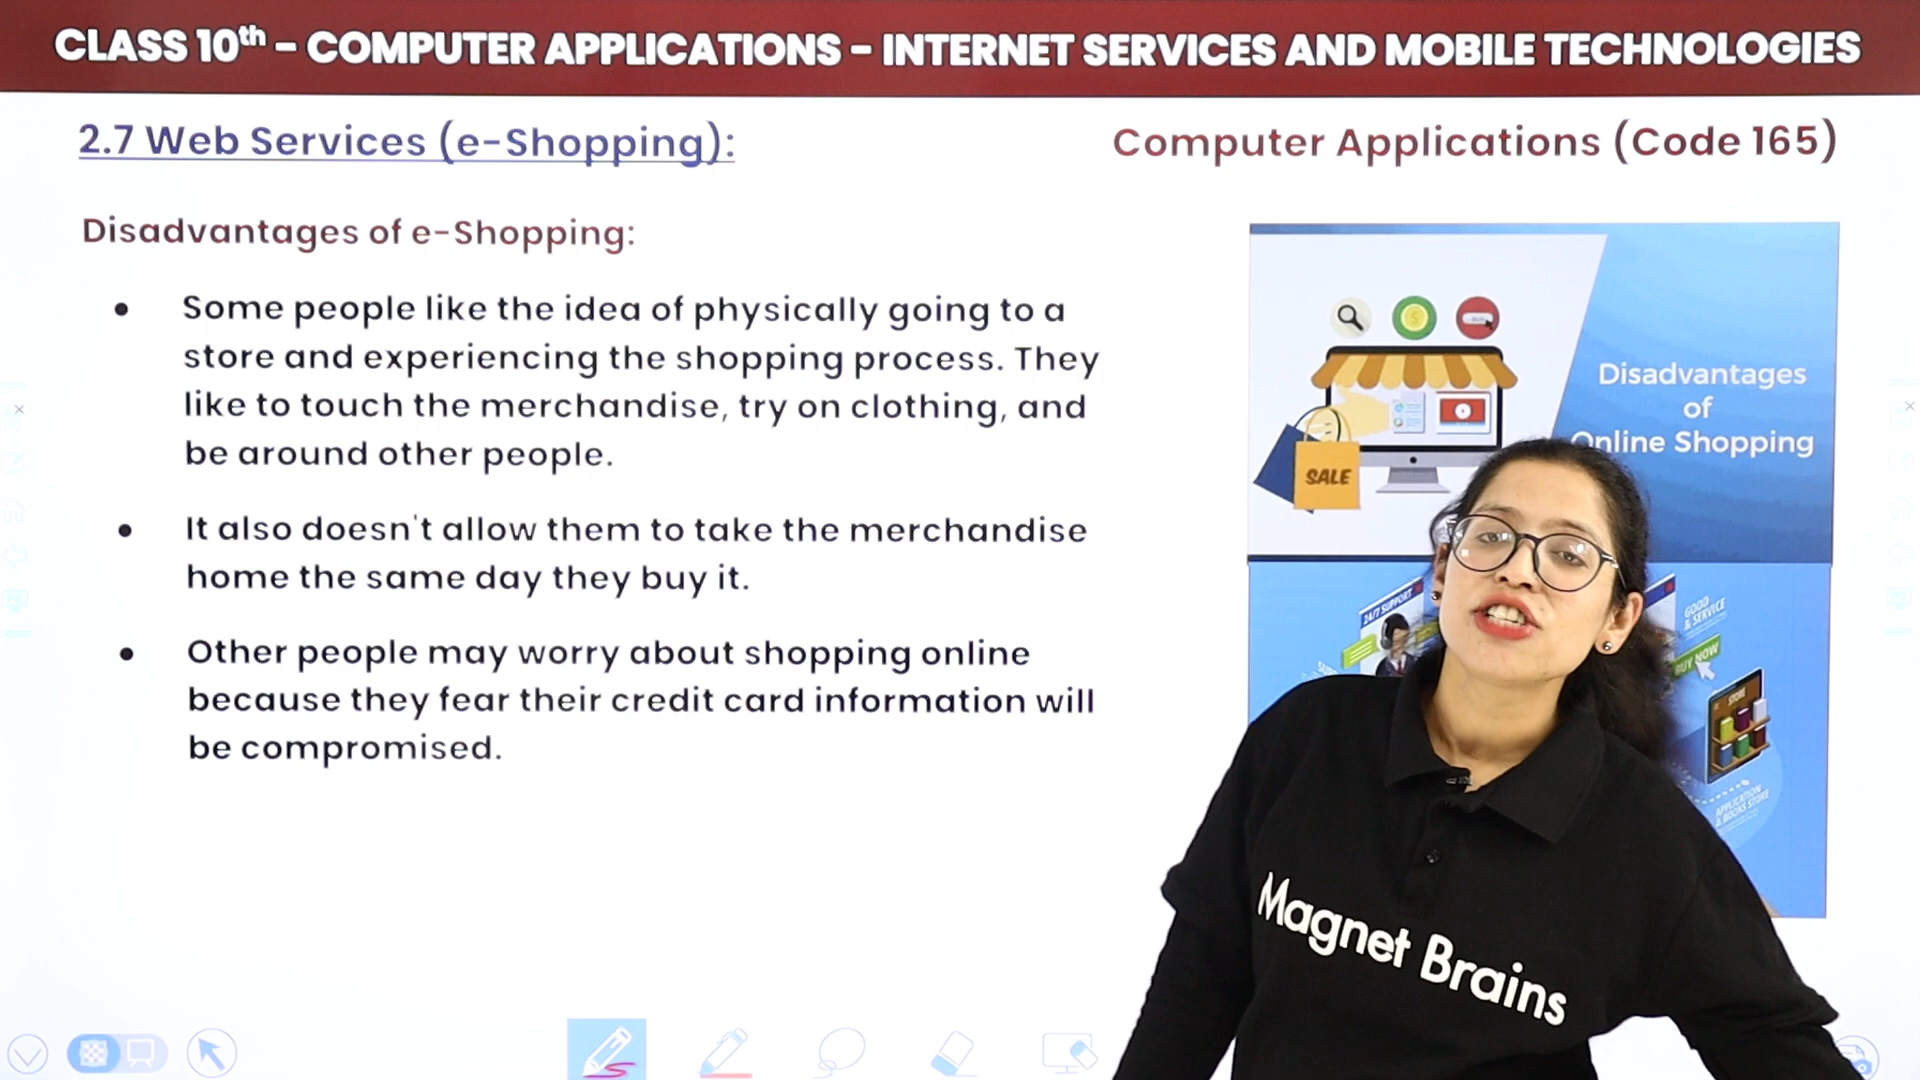 CLASS 10th – COMPUTER APPLICATIONS – INTERNET SERVICES AND MOBILE TECHNOLOGIES
2.7 Web Services (e-Shopping):
Computer Applications (Code 165)
Disadvantages of e-Shopping:
• Some people like the idea of physically going to a
store and experiencing the shopping process. They
like to touch the merchandise, try on clothing, and
be around other people.
• It also doesn't allow them to take the merchandise
home the same day they buy it.
• Other people may worry about shopping online
because they fear their credit card information will
be compromised.
Disadvantages
of
Online Shopping
SALE
24/7 SUPPORT
GOOD
& SERVICE
BUY NOW
STORE
APPLICATION
& BOOKS STORE
Magnet Brains